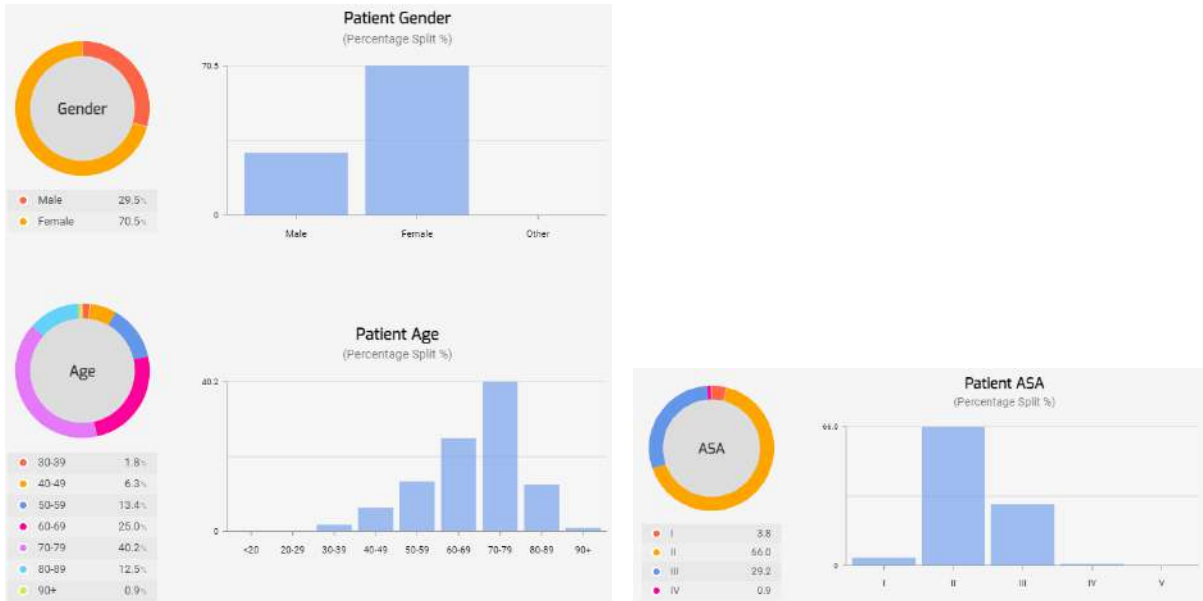 Patient Gender
(Percentage Split %)
Gender
70.5
0
Male
Female
Other
Male 29.5%
Female 70.5%
Patient Age
(Percentage Split %)
Age
40.2
0
<20
20-29
30-39
40-49
50-59
60-69
70-79
80-89
90+
30-39 1.8%
40-49 6.3%
50-59 13.4%
60-69 25.0%
70-79 40.2%
80-89 12.5%
90+ 0.9%
Patient ASA
(Percentage Split %)
ASA
66.0
0
I
II
III
IV
V
I 3.8
II 66.0
III 29.2
IV 0.9